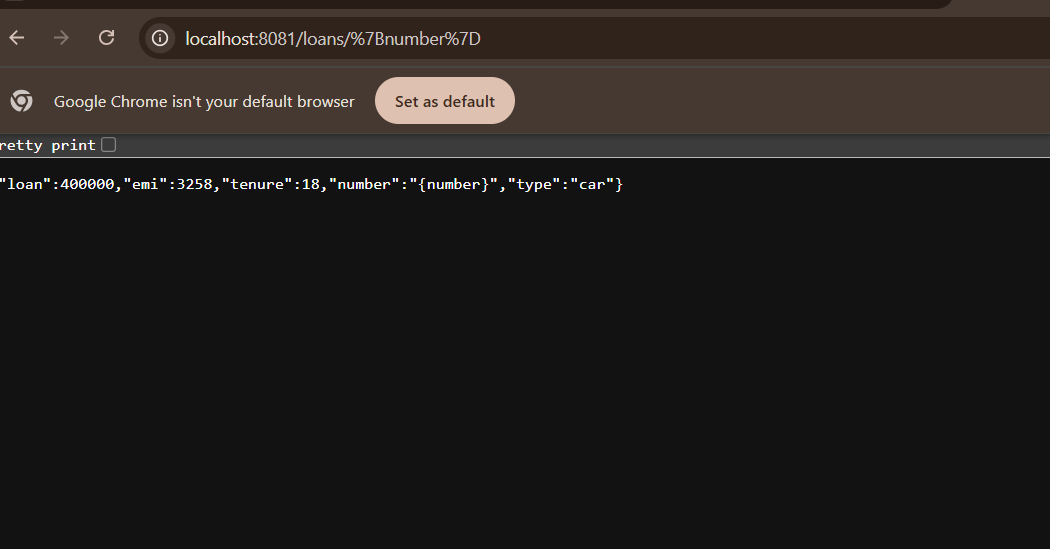 localhost:8081/loans/%7Bnumber%7D
Google Chrome isn't your default browser Set as default
retty print
"loan":400000,"emi":3258,"tenure":18,"number":"{number}","type":"car"}